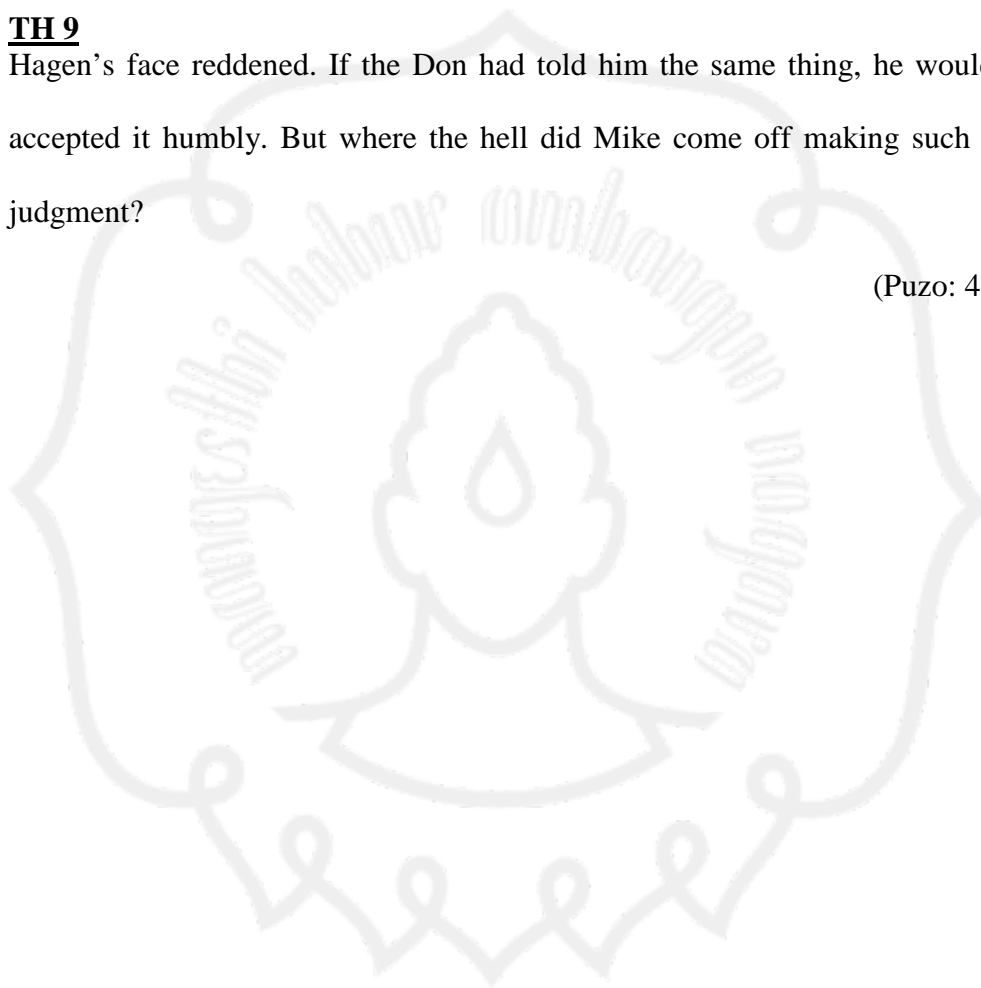 TH 9
Hagen’s face reddened. If the Don had told him the same thing, he woul
accepted it humbly. But where the hell did Mike come off making such
judgment?
(Puzo: 4